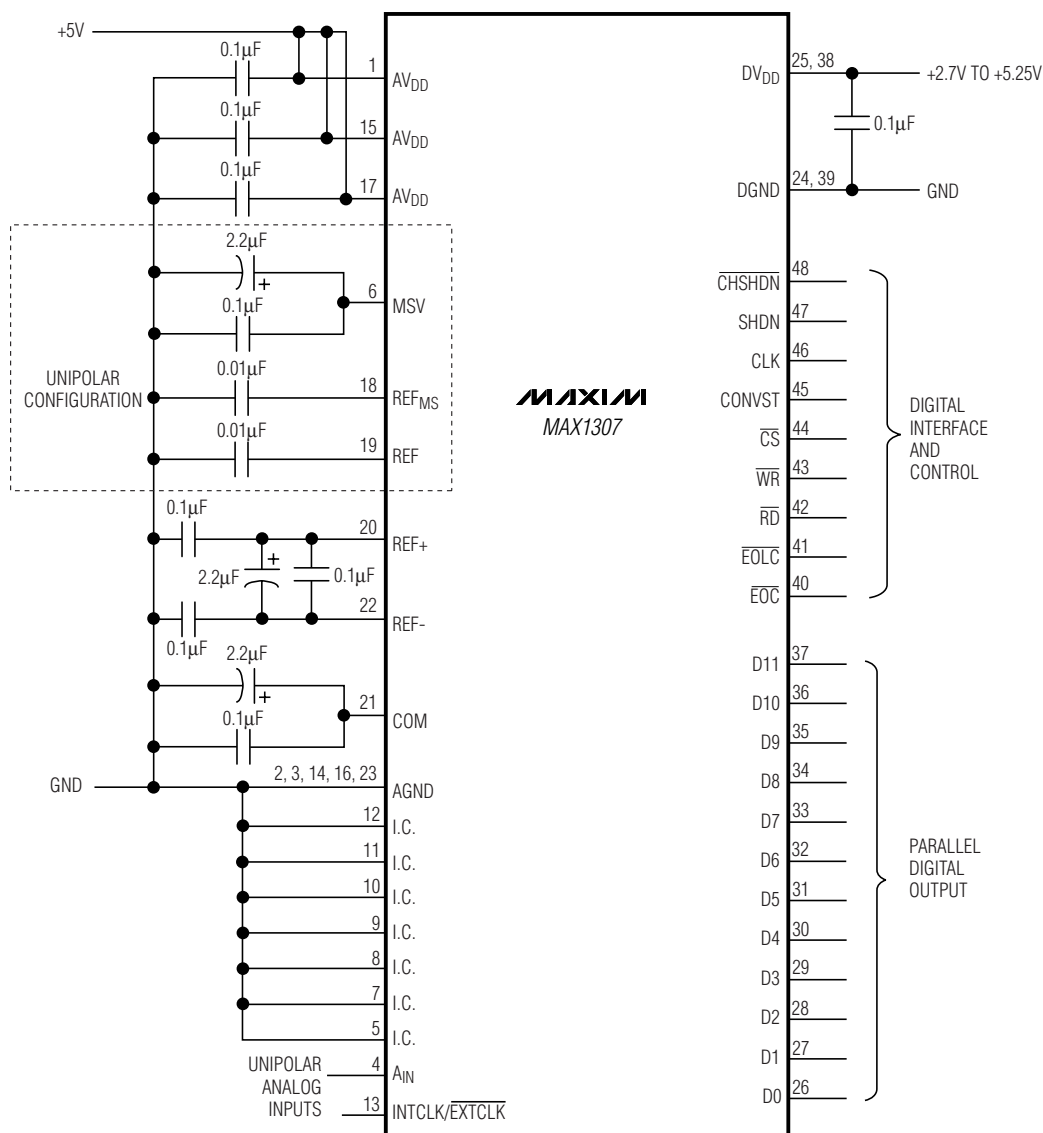 +5V
0.1µF
1
AVDD
0.1µF
15
AVDD
0.1µF
17
AVDD
2.2µF
+
6
MSV
0.1µF
UNIPOLAR
CONFIGURATION
0.01µF
18
REFMS
0.01µF
19
REF
0.1µF
20
REF+
+
2.2µF
0.1µF
22
REF-
0.1µF
2.2µF
+
21
COM
0.1µF
GND
2, 3, 14, 16, 23
AGND
12
I.C.
11
I.C.
10
I.C.
9
I.C.
8
I.C.
7
I.C.
5
I.C.
UNIPOLAR
ANALOG
INPUTS
4
AIN
13
INTCLK/EXTCLK
MAXIM
MAX1307
DVDD
25, 38
+2.7V TO +5.25V
0.1µF
DGND
24, 39
GND
CHSHDN
48
SHDN
47
CLK
46
CONVST
45
CS
44
WR
43
RD
42
EOLC
41
EOC
40
DIGITAL
INTERFACE
AND
CONTROL
D11
37
D10
36
D9
35
D8
34
D7
33
D6
32
D5
31
D4
30
D3
29
D2
28
D1
27
D0
26
PARALLEL
DIGITAL
OUTPUT